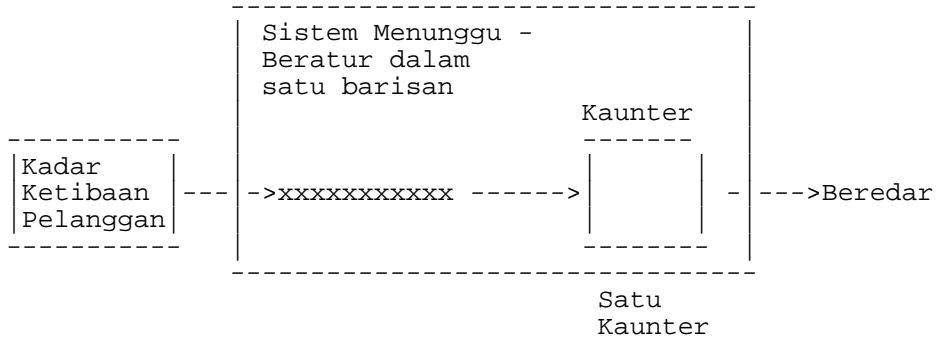 Sistem Menunggu -
Beratur dalam
satu barisan
Kaunter
Kadar
Ketibaan
Pelanggan
->xxxxxxxxxxx ------>
--->Beredar
Satu
Kaunter